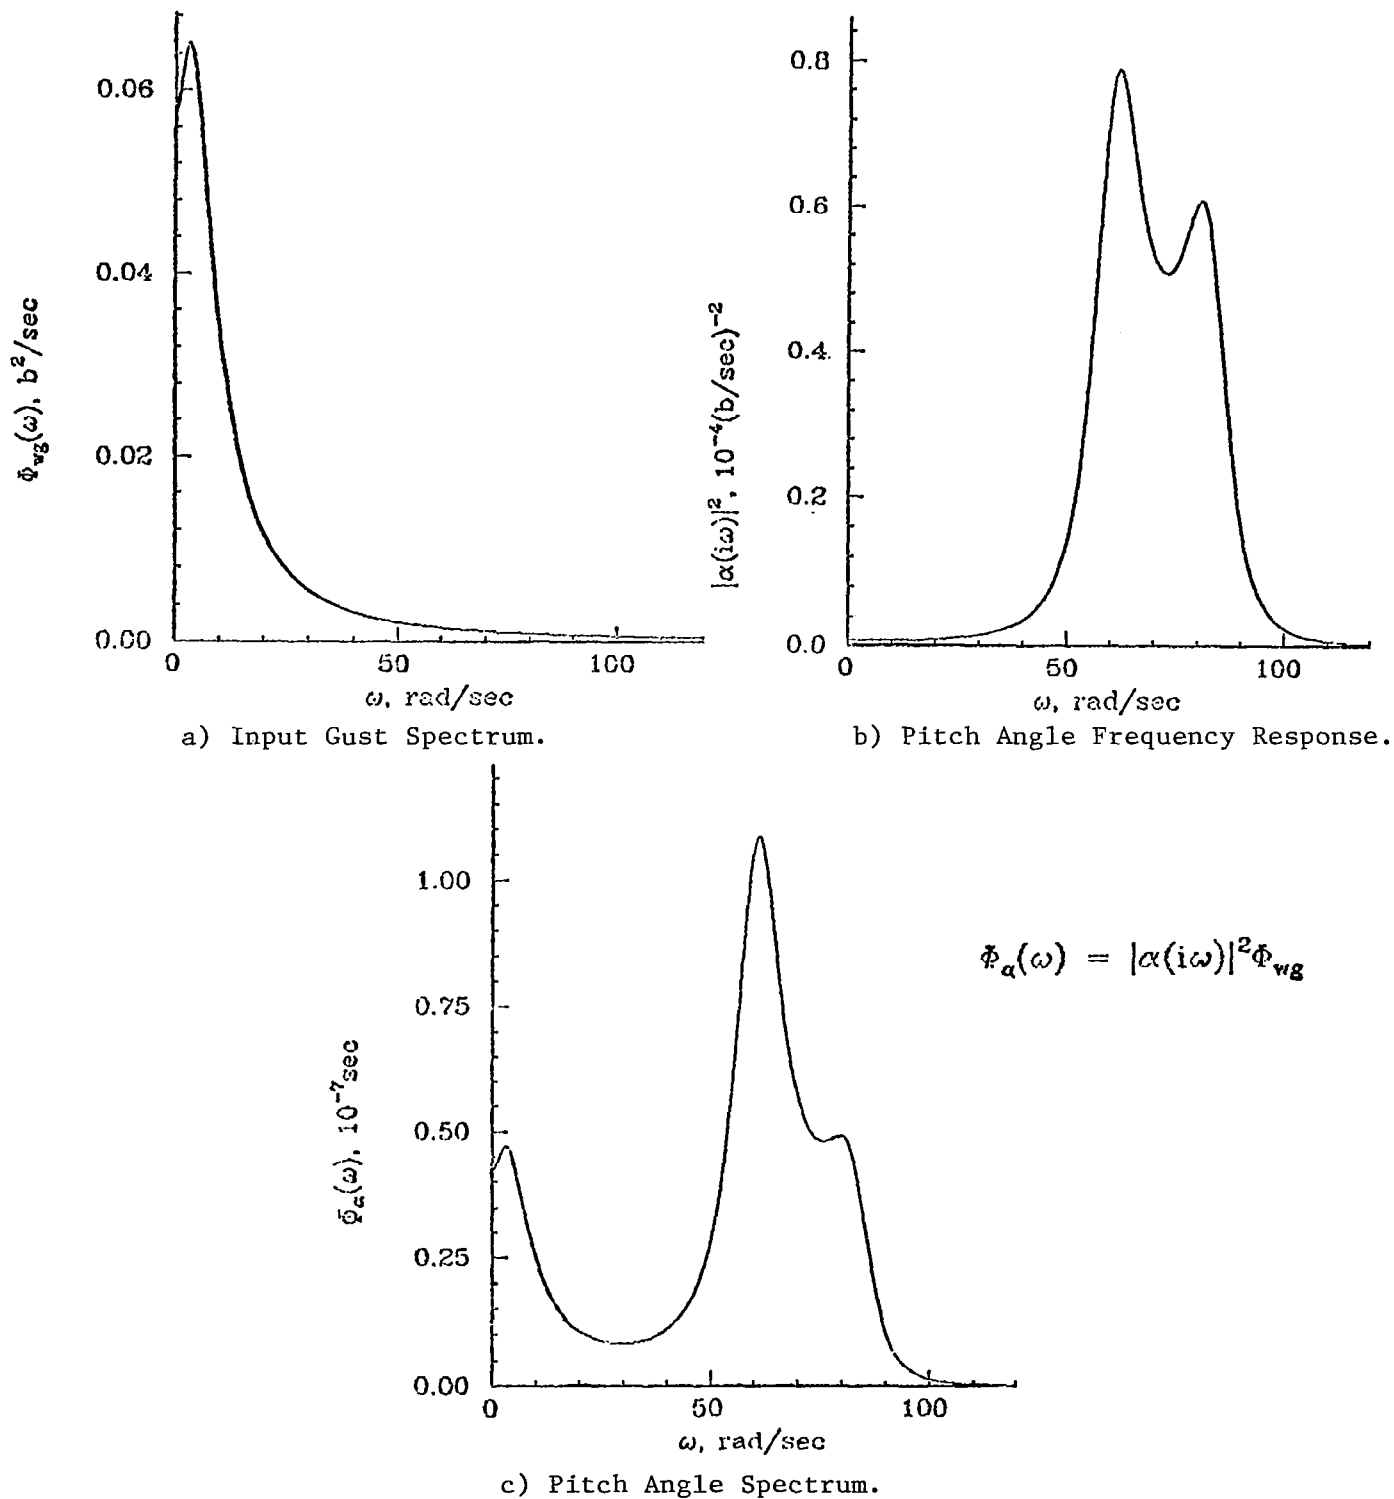 0.06
0.04
0.02
0.00
Φwg(ω), b²/sec
0 50 100
ω, rad/sec
a) Input Gust Spectrum.
0.8
0.6
0.4
0.2
0.0
|α(iω)|², 10⁻⁴(b/sec)⁻²
0 50 100
ω, rad/sec
b) Pitch Angle Frequency Response.
1.00
0.75
0.50
0.25
0.00
Φα(ω), 10⁻⁷sec
0 50 100
ω, rad/sec
Φα(ω) = |α(iω)|²Φwg
c) Pitch Angle Spectrum.